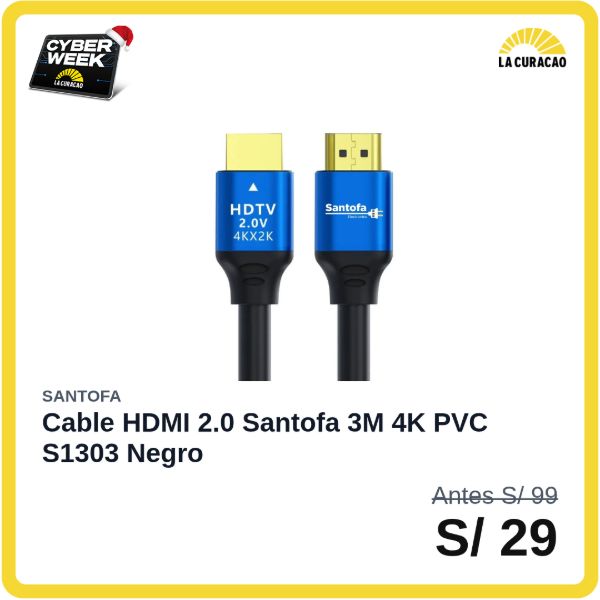 CYBER
WEEK
LA CURACAO
LA CURACAO
HDTV
2.0V
4KX2K
Santofa
SANTOFA
Cable HDMI 2.0 Santofa 3M 4K PVC
S1303 Negro
Antes S/ 99
S/ 29